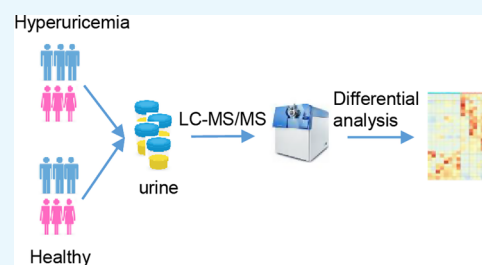 Hyperuricemia
LC-MS/MS
Differential
analysis
urine
Healthy